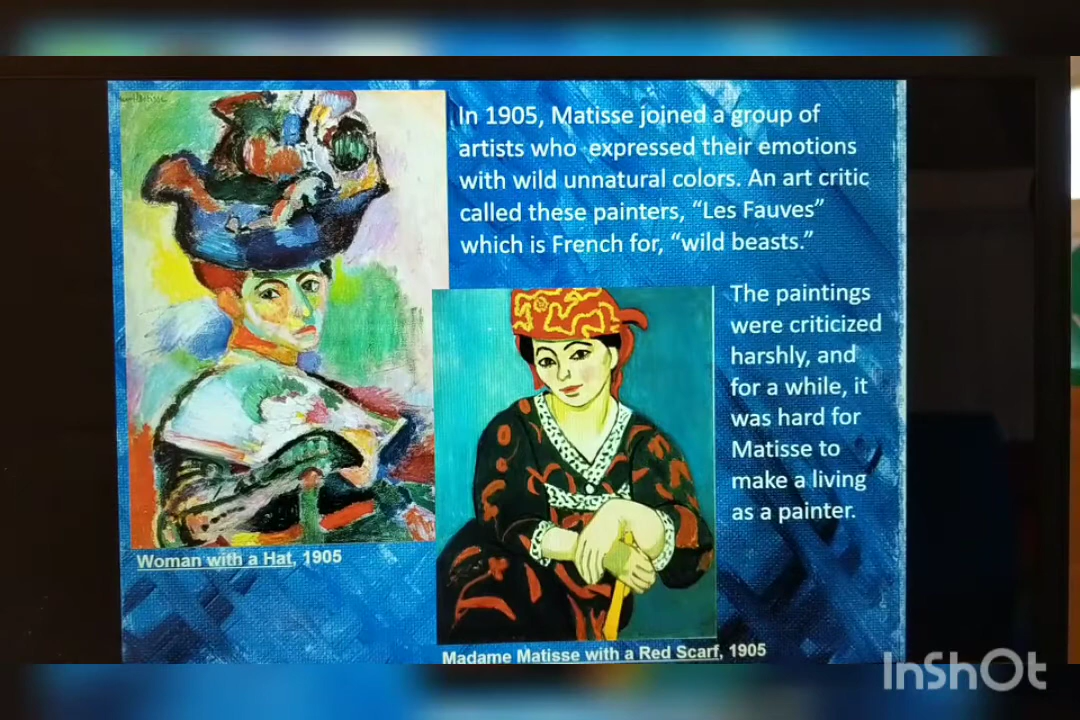 In 1905, Matisse joined a group of
artists who expressed their emotions
with wild unnatural colors. An art critic
called these painters, “Les Fauves”
which is French for, “wild beasts.”
The paintings
were criticized
harshly, and
for a while, it
was hard for
Matisse to
make a living
as a painter.
Woman with a Hat, 1905
Madame Matisse with a Red Scarf, 1905
InShOt